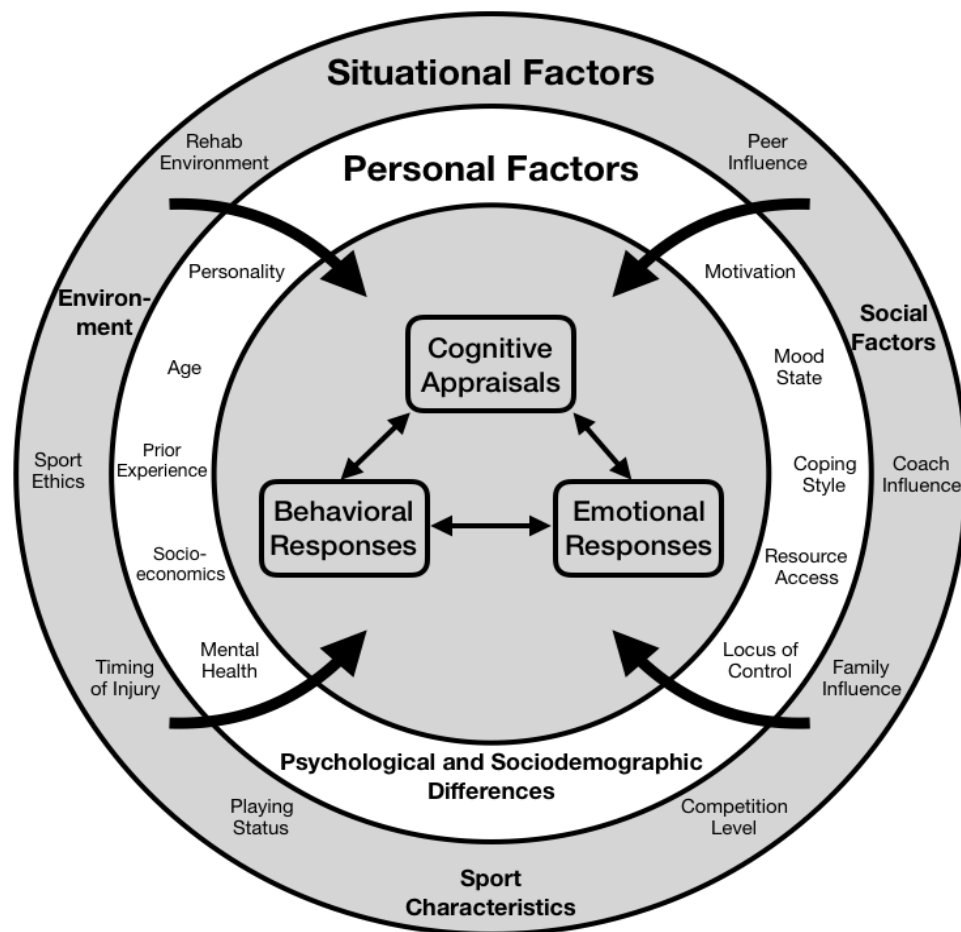 Situational Factors
Rehab
Environment
Peer
Influence
Personal Factors
Personality
Motivation
Environ-
ment
Social
Factors
Cognitive
Appraisals
Age
Mood
State
Sport
Ethics
Prior
Experience
Coping
Style
Coach
Influence
Behavioral
Responses
Emotional
Responses
Socio-
economics
Resource
Access
Timing
of Injury
Mental
Health
Locus of
Control
Family
Influence
Psychological and Sociodemographic
Differences
Playing
Status
Competition
Level
Sport
Characteristics